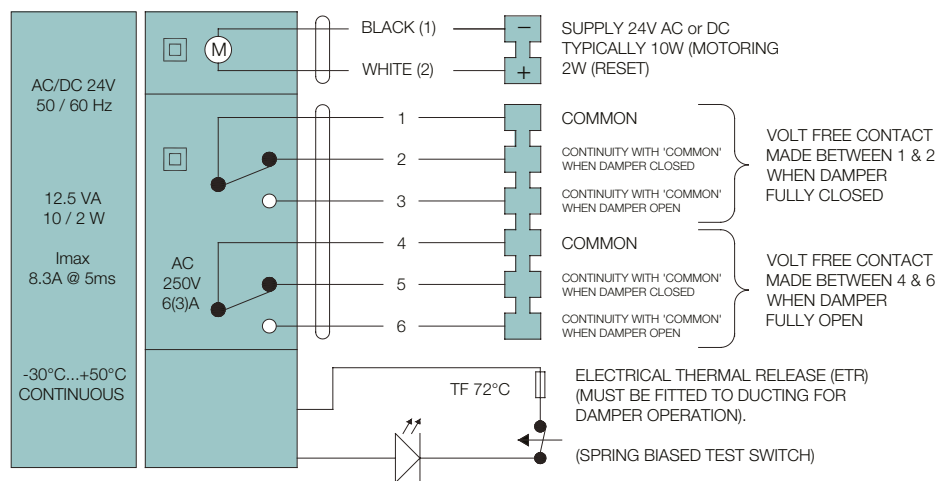 AC/DC 24V
50 / 60 Hz
12.5 VA
10 / 2 W
Imax
8.3A @ 5ms
-30°C...+50°C
CONTINUOUS
M
AC
250V
6(3)A
BLACK (1)
WHITE (2)
−
+
SUPPLY 24V AC or DC
TYPICALLY 10W (MOTORING
2W (RESET)
1
2
3
4
5
6
COMMON
CONTINUITY WITH 'COMMON'
WHEN DAMPER CLOSED
CONTINUITY WITH 'COMMON'
WHEN DAMPER OPEN
VOLT FREE CONTACT
MADE BETWEEN 1 & 2
WHEN DAMPER
FULLY CLOSED
COMMON
CONTINUITY WITH 'COMMON'
WHEN DAMPER CLOSED
CONTINUITY WITH 'COMMON'
WHEN DAMPER OPEN
VOLT FREE CONTACT
MADE BETWEEN 4 & 6
WHEN DAMPER
FULLY OPEN
TF 72°C
ELECTRICAL THERMAL RELEASE (ETR)
(MUST BE FITTED TO DUCTING FOR
DAMPER OPERATION).
(SPRING BIASED TEST SWITCH)